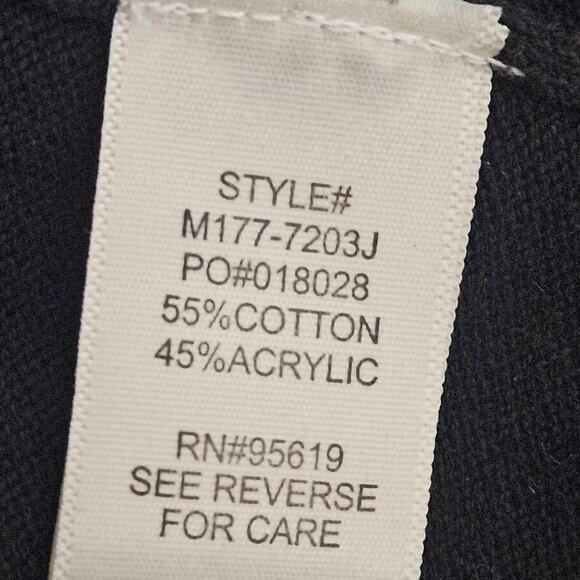 STYLE#
M177-7203J
PO#018028
55%COTTON
45%ACRYLIC
RN#95619
SEE REVERSE
FOR CARE